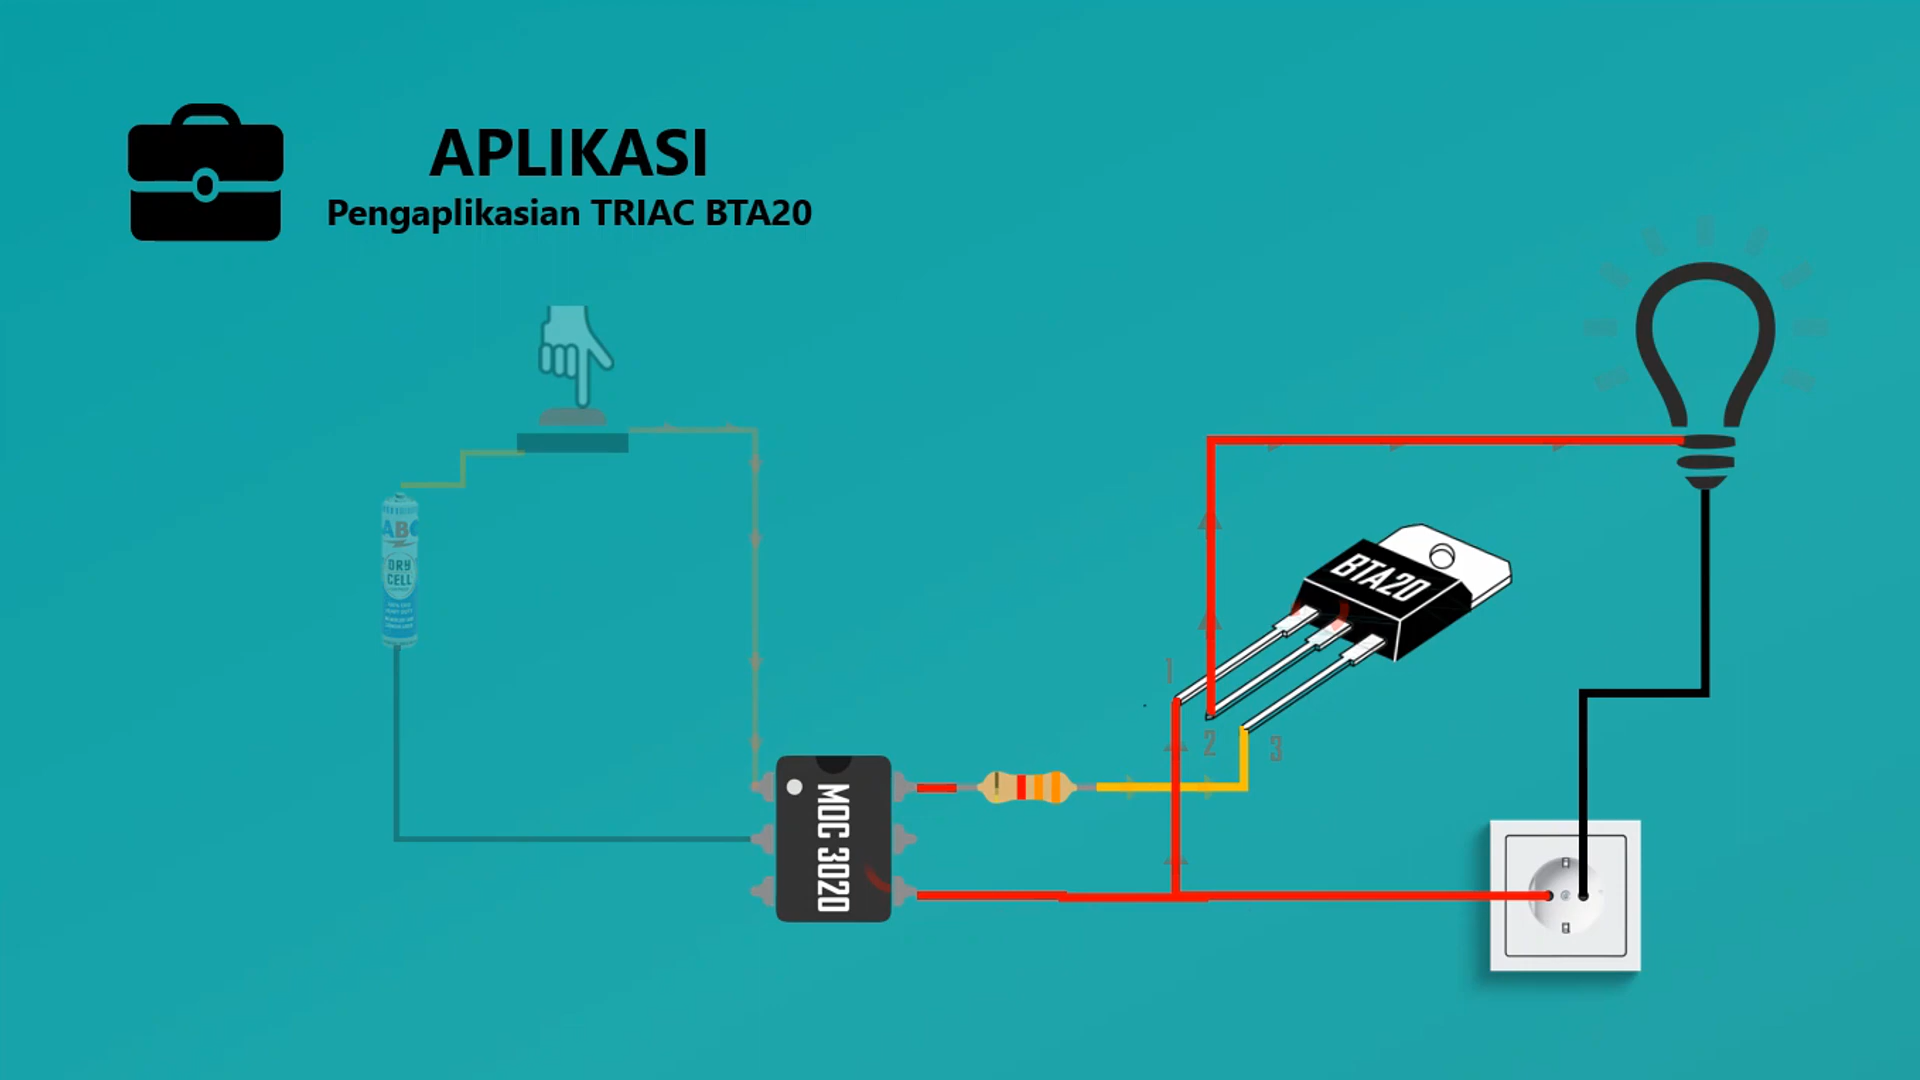 APLIKASI
Pengaplikasian TRIAC BTA20
ABC
DRY
CELL
BTA20
1
2
3
MOC 3020